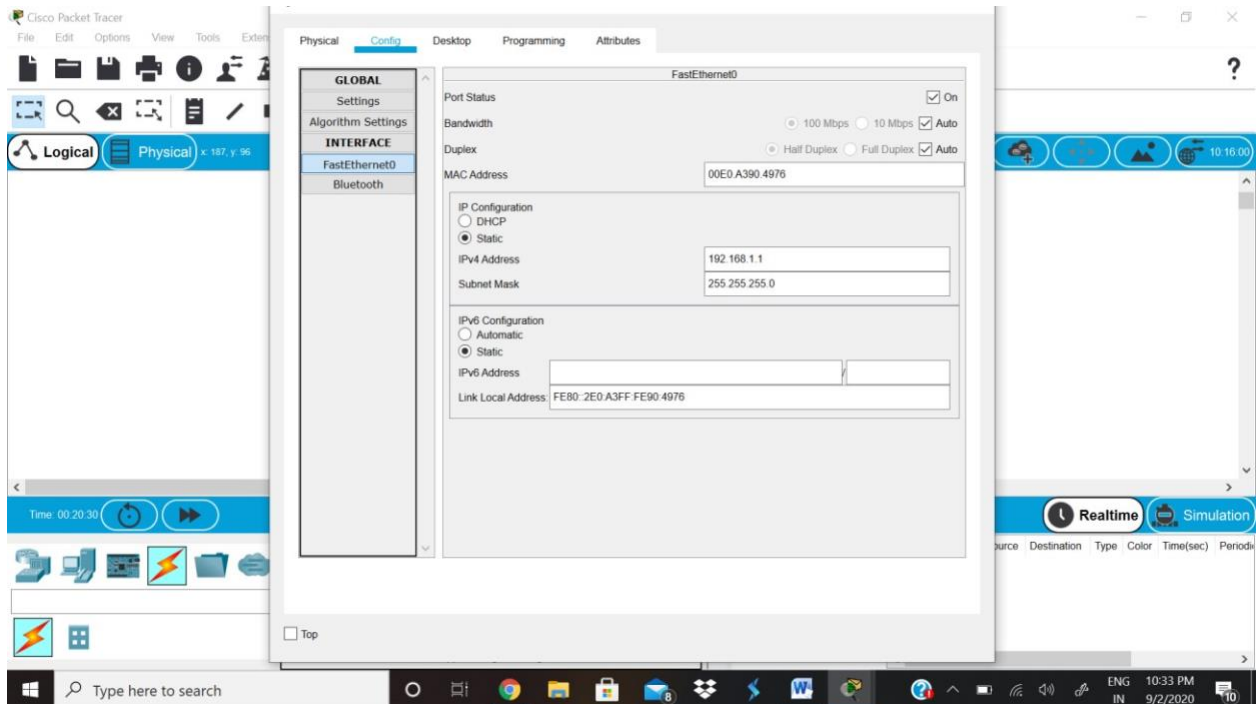 Cisco Packet Tracer
File Edit Options View Tools Exten
Physical Config Desktop Programming Attributes
GLOBAL
Settings
Algorithm Settings
INTERFACE
FastEthernet0
Bluetooth
FastEthernet0
Port Status On
Bandwidth 100 Mbps 10 Mbps Auto
Duplex Half Duplex Full Duplex Auto
MAC Address 00E0.A390.4976
IP Configuration
DHCP
Static
IPv4 Address 192.168.1.1
Subnet Mask 255.255.255.0
IPv6 Configuration
Automatic
Static
IPv6 Address /
Link Local Address: FE80::2E0:A3FF:FE90:4976
Top
?
Logical Physical x: 187, y: 96
10:16:00
Time: 00:20:30
Realtime Simulation
ource Destination Type Color Time(sec) Periodi
Type here to search
8
W
?
ENG
IN
10:33 PM
9/2/2020
10